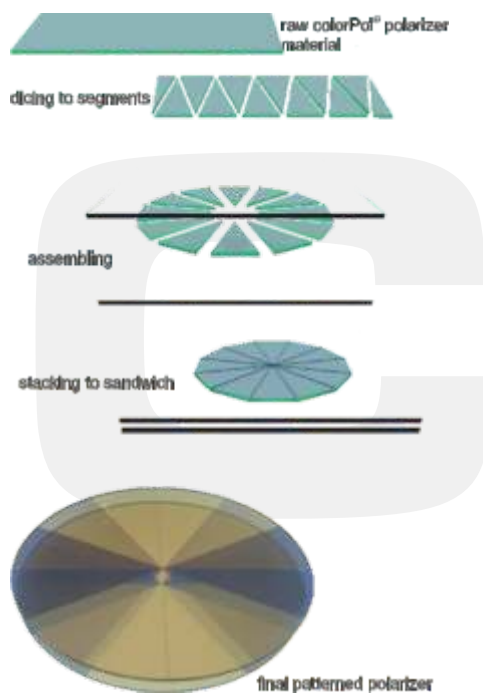 raw colorPol® polarizer
material
dicing to segments
assembling
stacking to sandwich
final patterned polarizer